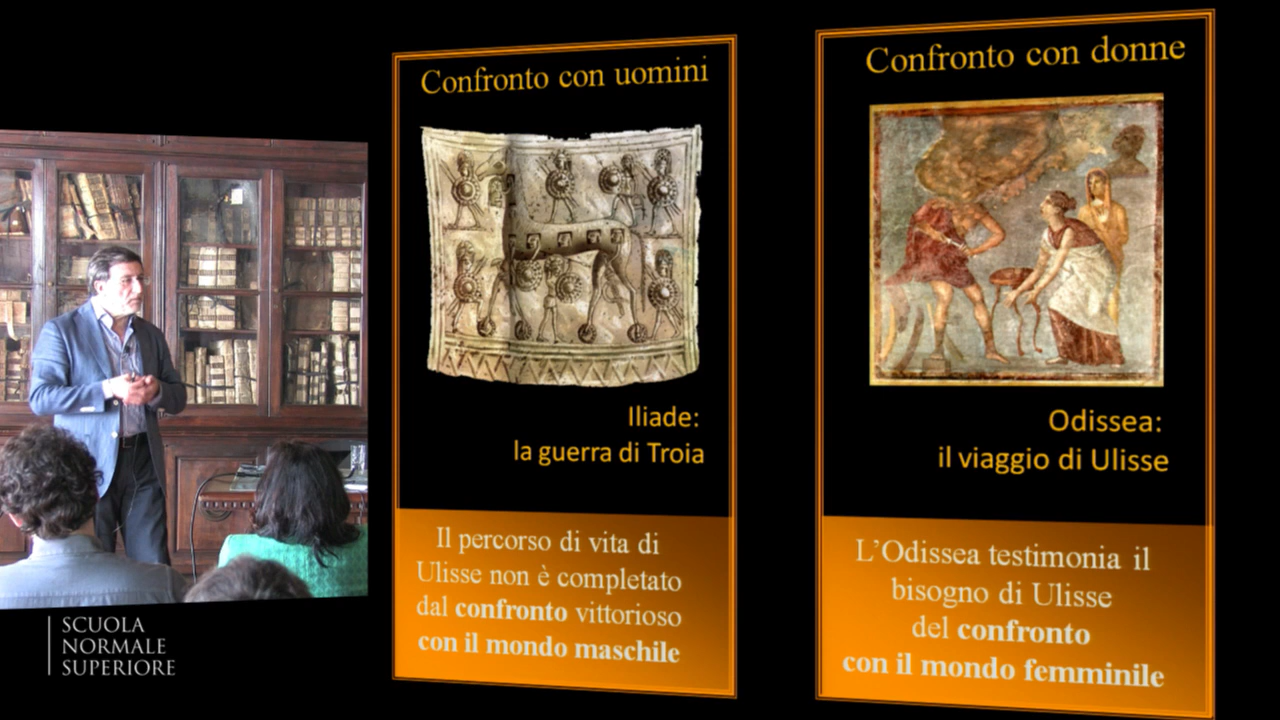 Confronto con uomini
Iliade:
la guerra di Troia
Il percorso di vita di
Ulisse non è completato
dal confronto vittorioso
con il mondo maschile
Confronto con donne
Odissea:
il viaggio di Ulisse
L’Odissea testimonia il
bisogno di Ulisse
del confronto
con il mondo femminile
SCUOLA
NORMALE
SUPERIORE